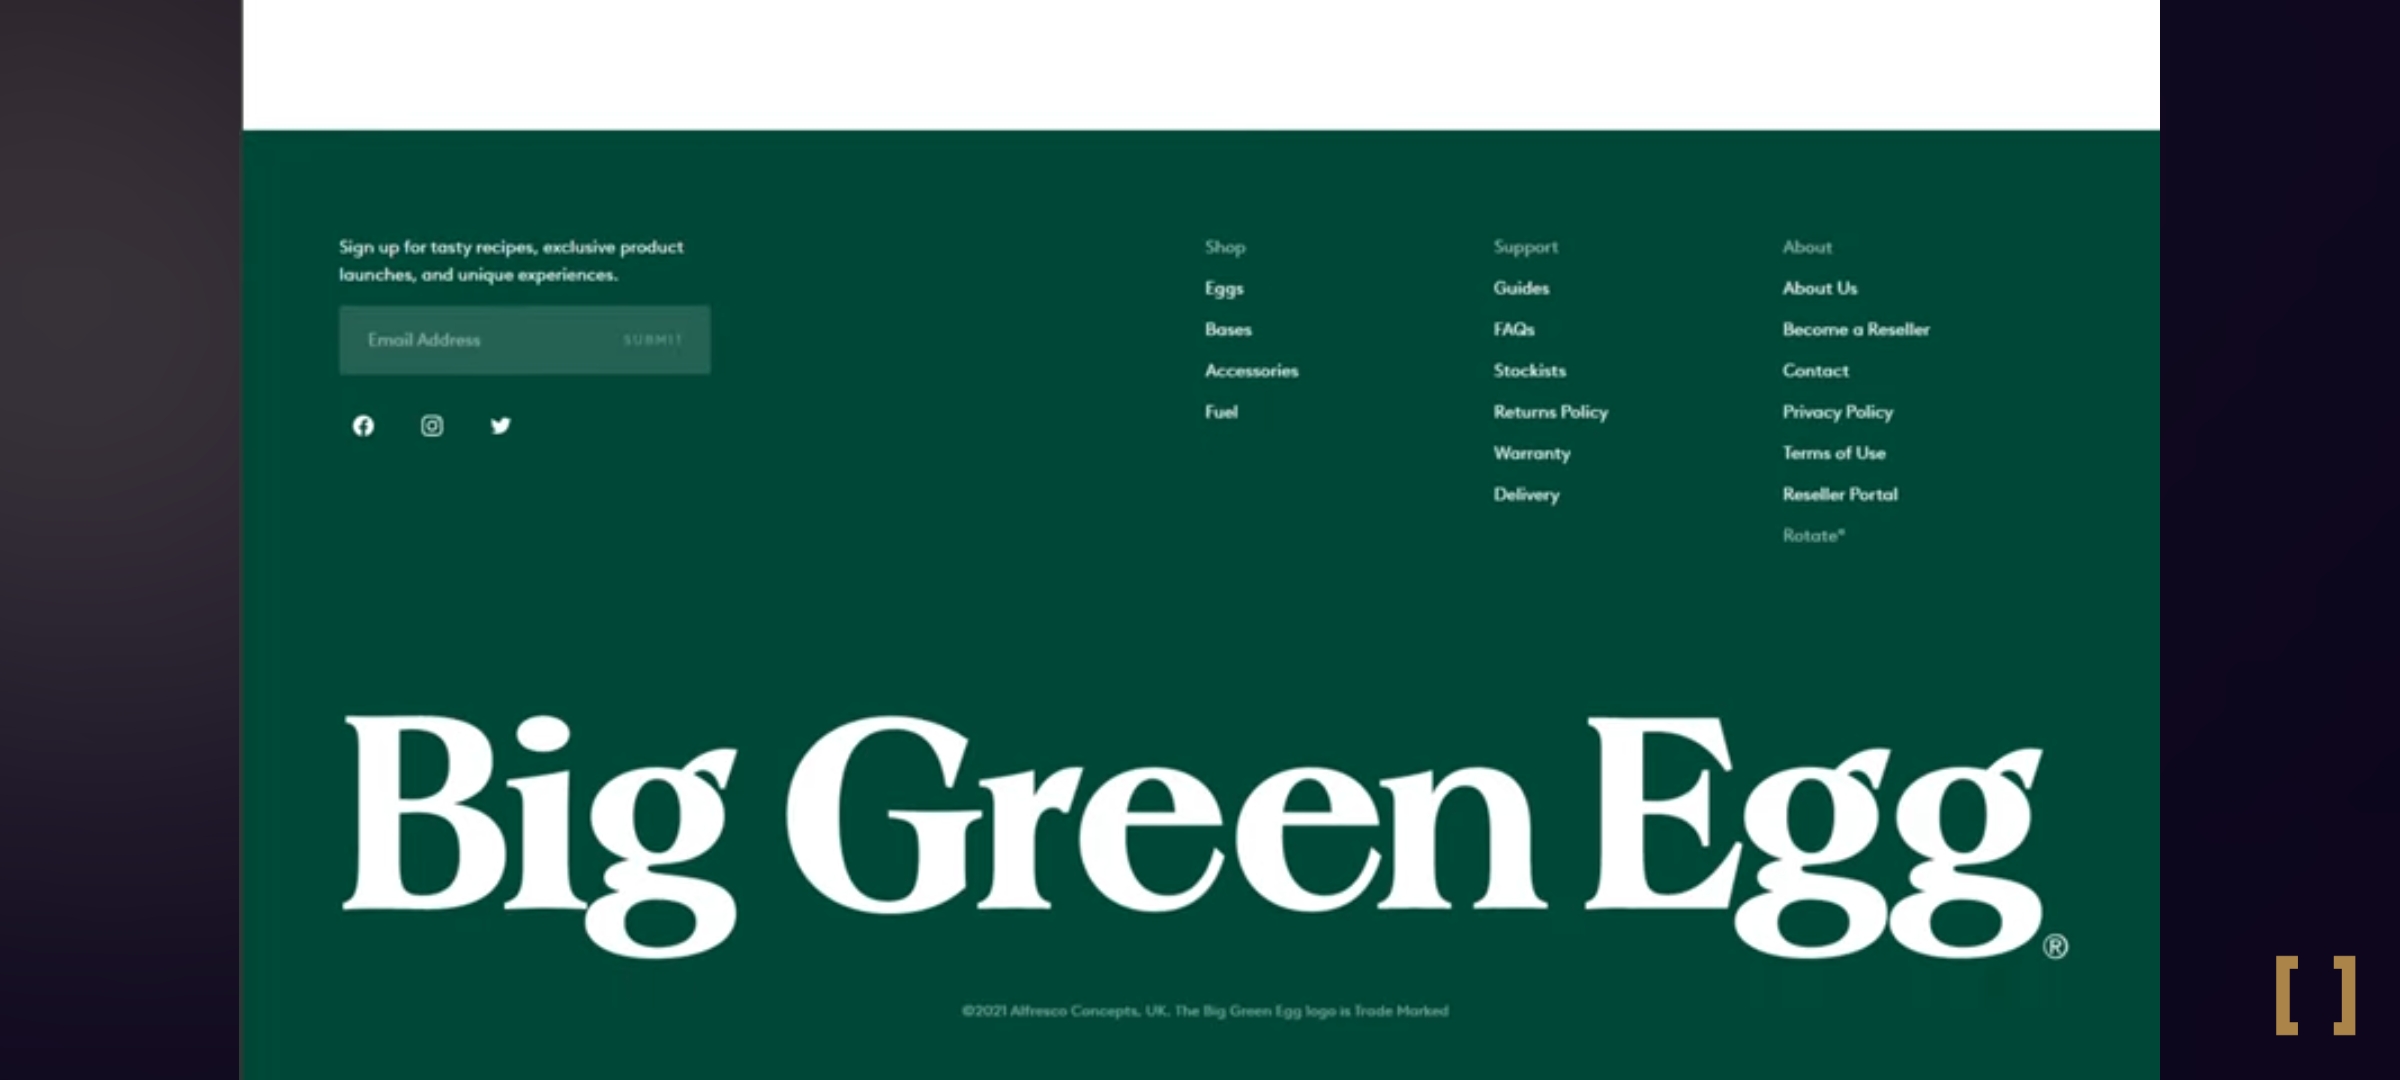 Sign up for tasty recipes, exclusive product
launches, and unique experiences.
Email Address
SUBMIT
Shop
Eggs
Bases
Accessories
Fuel
Support
Guides
FAQs
Stockists
Returns Policy
Warranty
Delivery
About
About Us
Become a Reseller
Contact
Privacy Policy
Terms of Use
Reseller Portal
Rotate°
Big Green Egg®
©2021 Alfresco Concepts, UK. The Big Green Egg logo is Trade Marked
[ ]